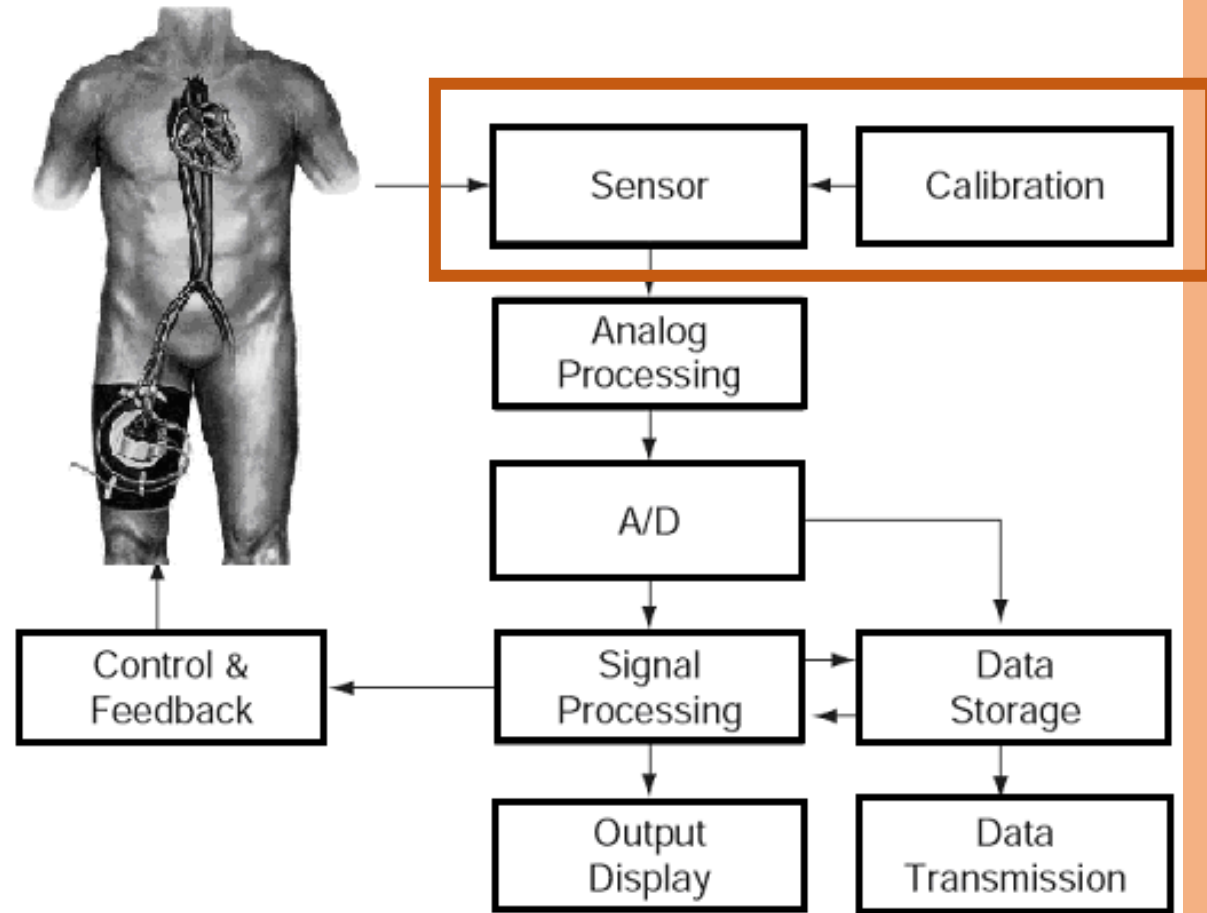 Sensor
Calibration
Analog
Processing
A/D
Control &
Feedback
Signal
Processing
Data
Storage
Output
Display
Data
Transmission